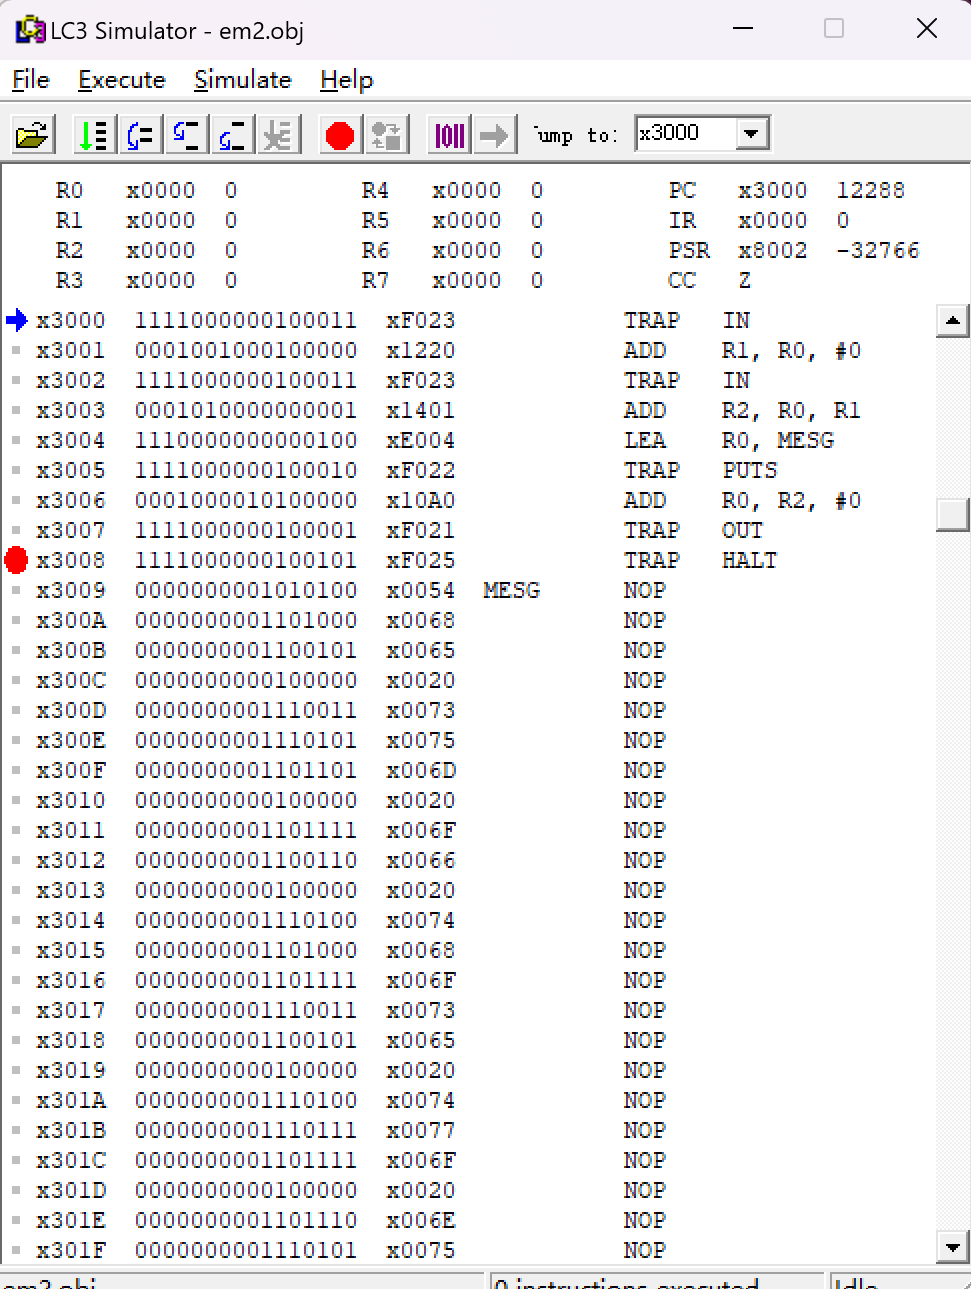 LC3 Simulator - em2.obj
File Execute Simulate Help
Jump to: x3000
R0 x0000 0 R4 x0000 0 PC x3000 12288
R1 x0000 0 R5 x0000 0 IR x0000 0
R2 x0000 0 R6 x0000 0 PSR x8002 -32766
R3 x0000 0 R7 x0000 0 CC Z
x3000 1111000000100011 xF023 TRAP IN
x3001 0001001000100000 x1220 ADD R1, R0, #0
x3002 1111000000100011 xF023 TRAP IN
x3003 0001010000000001 x1401 ADD R2, R0, R1
x3004 1110000000000100 xE004 LEA R0, MESG
x3005 1111000000100010 xF022 TRAP PUTS
x3006 0001000010100000 x10A0 ADD R0, R2, #0
x3007 1111000000100001 xF021 TRAP OUT
x3008 1111000000100101 xF025 TRAP HALT
x3009 0000000001010100 x0054 MESG NOP
x300A 0000000001101000 x0068 NOP
x300B 0000000001100101 x0065 NOP
x300C 0000000000100000 x0020 NOP
x300D 0000000001110011 x0073 NOP
x300E 0000000001110101 x0075 NOP
x300F 0000000001101101 x006D NOP
x3010 0000000000100000 x0020 NOP
x3011 0000000001101111 x006F NOP
x3012 0000000001100110 x0066 NOP
x3013 0000000000100000 x0020 NOP
x3014 0000000001110100 x0074 NOP
x3015 0000000001101000 x0068 NOP
x3016 0000000001101111 x006F NOP
x3017 0000000001110011 x0073 NOP
x3018 0000000001100101 x0065 NOP
x3019 0000000000100000 x0020 NOP
x301A 0000000001110100 x0074 NOP
x301B 0000000001110111 x0077 NOP
x301C 0000000001101111 x006F NOP
x301D 0000000000100000 x0020 NOP
x301E 0000000001101110 x006E NOP
x301F 0000000001110101 x0075 NOP
em2.obj 0 instructions executed Idle